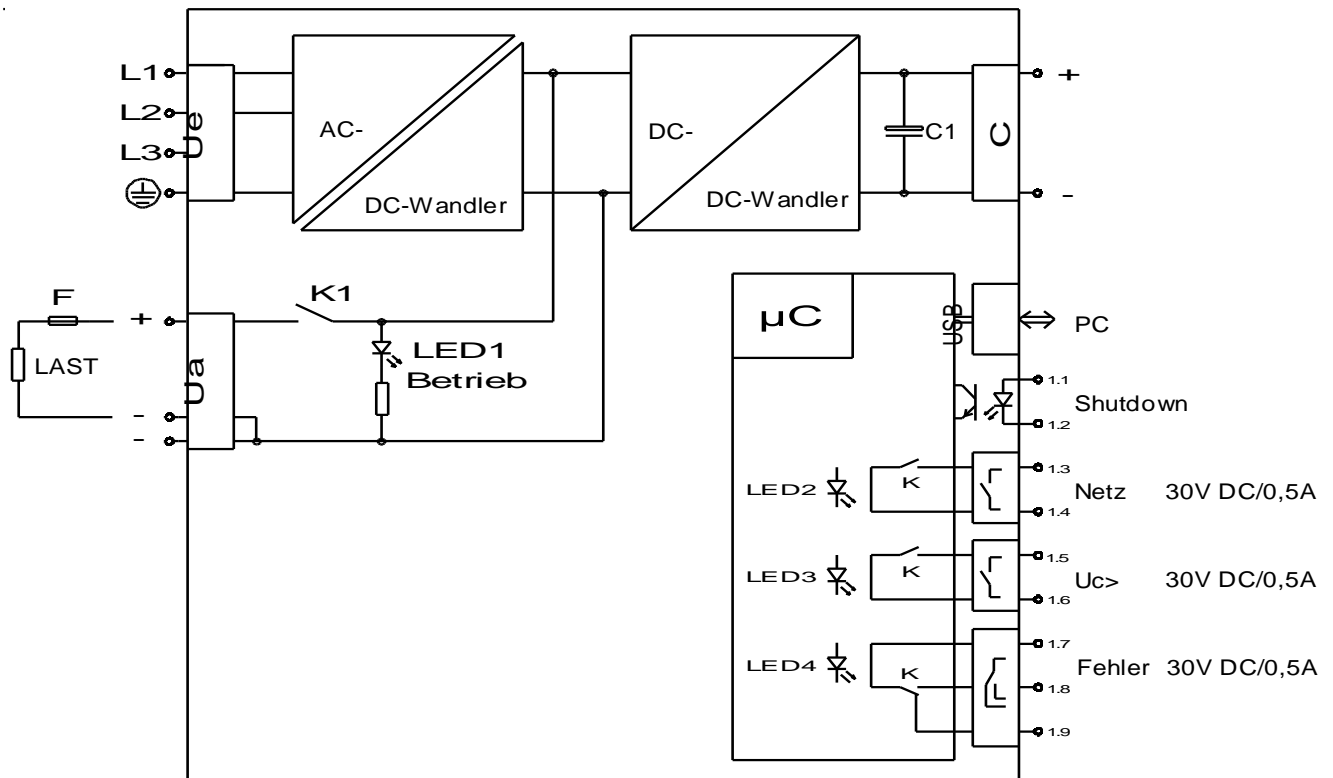 L1
L2
L3
Ue
AC-
DC-Wandler
DC-
DC-Wandler
C1
C
+
-
F
LAST
+
-
-
Ua
K1
LED1
Betrieb
µC
USB
PC
1.1
Shutdown
1.2
LED2
K
1.3
Netz 30V DC/0,5A
1.4
LED3
K
1.5
Uc> 30V DC/0,5A
1.6
LED4
K
1.7
Fehler 30V DC/0,5A
1.8
1.9